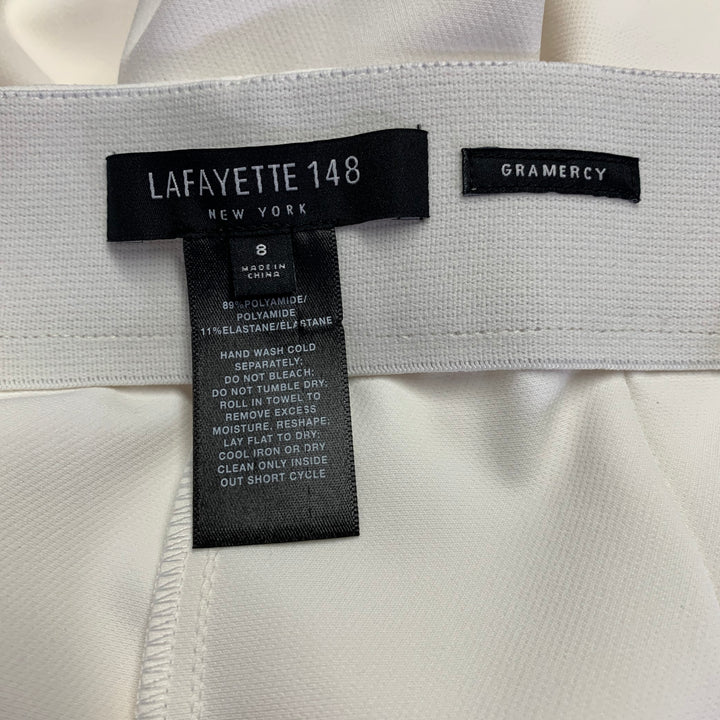 LAFAYETTE 148
NEW YORK
GRAMERCY
8
MADE IN
CHINA
89%POLYAMIDE/
POLYAMIDE
11%ELASTANE/ÉLASTANE
HAND WASH COLD
SEPARATELY;
DO NOT BLEACH;
DO NOT TUMBLE DRY;
ROLL IN TOWEL TO
REMOVE EXCESS
MOISTURE, RESHAPE;
LAY FLAT TO DRY;
COOL IRON OR DRY
CLEAN ONLY INSIDE
OUT SHORT CYCLE